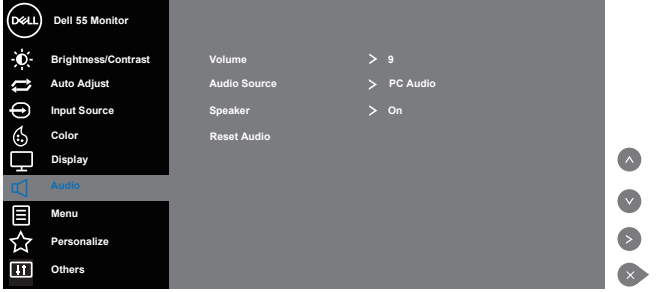 DELL
Dell 55 Monitor
Brightness/Contrast
Auto Adjust
Input Source
Color
Display
Audio
Menu
Personalize
Others
Volume > 9
Audio Source > PC Audio
Speaker > On
Reset Audio